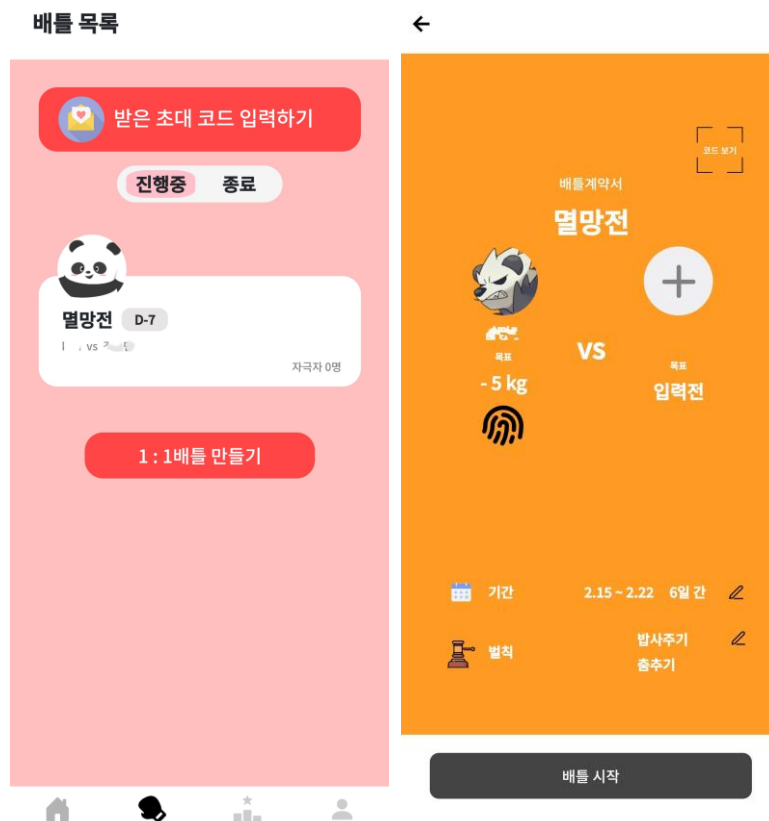 배틀 목록
받은 초대 코드 입력하기
진행중 종료
멸망전 D-7
vs
자극자 0명
1 : 1배틀 만들기
코드 보기
배틀계약서
멸망전
VS
목표
- 5 kg
목표
입력전
기간 2.15 ~ 2.22 6일 간
벌칙 밥사주기
춤추기
배틀 시작